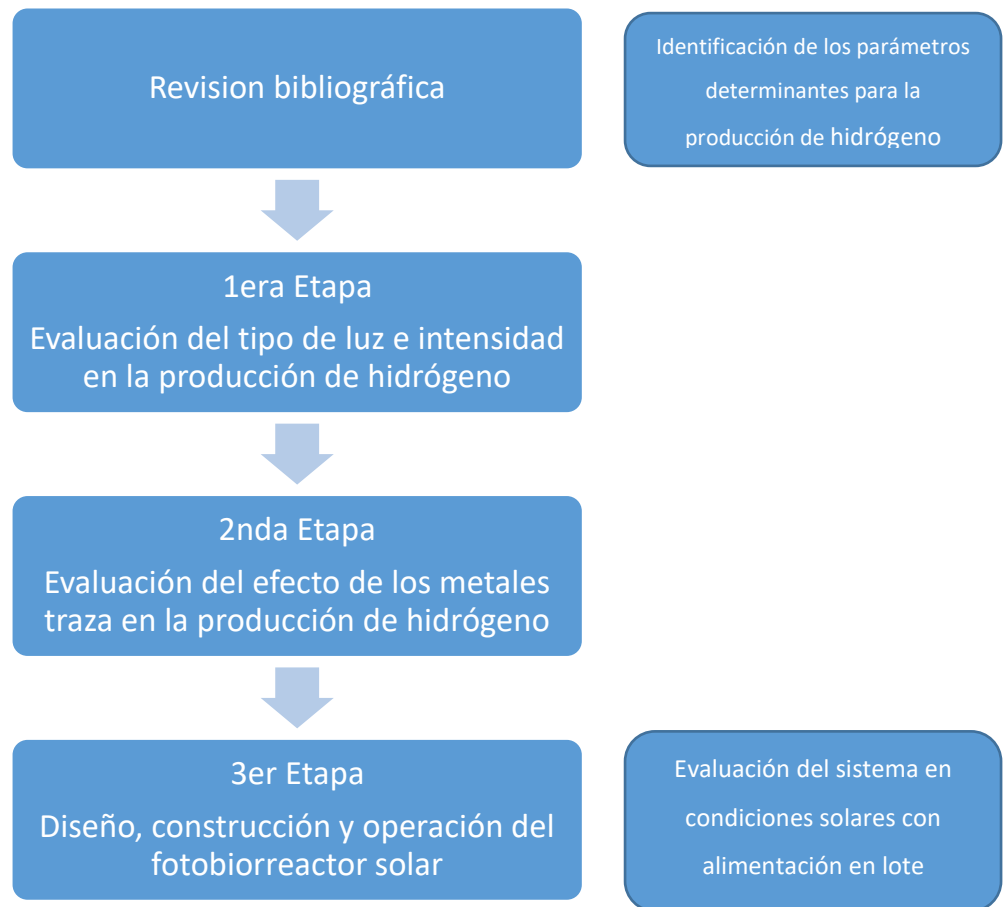 Revision bibliográfica
Identificación de los parámetros
determinantes para la
producción de hidrógeno
1era Etapa
Evaluación del tipo de luz e intensidad
en la producción de hidrógeno
2nda Etapa
Evaluación del efecto de los metales
traza en la producción de hidrógeno
3er Etapa
Diseño, construcción y operación del
fotobiorreactor solar
Evaluación del sistema en
condiciones solares con
alimentación en lote